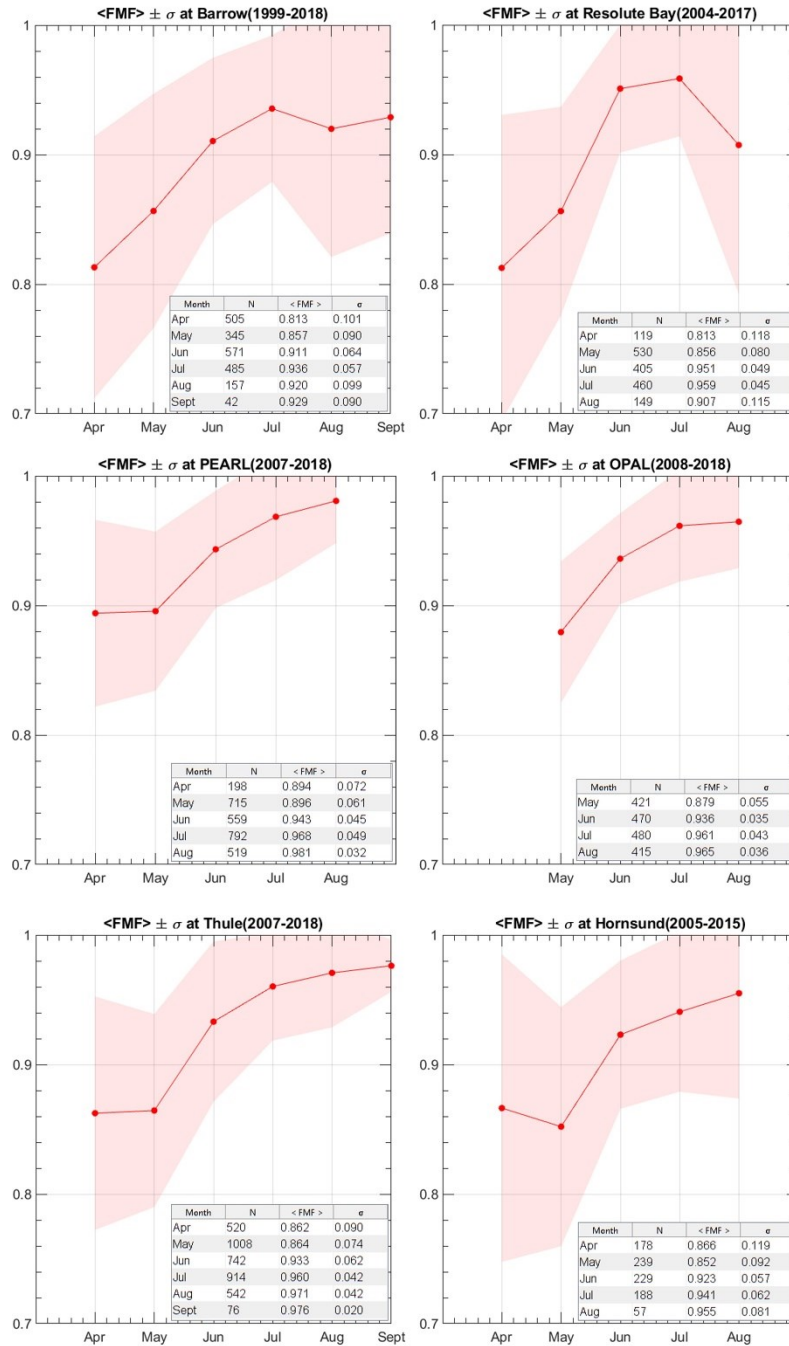 <FMF> ± σ at Barrow(1999-2018)
1
0.9
0.8
0.7
Month N < FMF > σ
Apr 505 0.813 0.101
May 345 0.857 0.090
Jun 571 0.911 0.064
Jul 485 0.936 0.057
Aug 157 0.920 0.099
Sept 42 0.929 0.090
Apr May Jun Jul Aug Sept
<FMF> ± σ at Resolute Bay(2004-2017)
1
0.9
0.8
0.7
Month N < FMF > σ
Apr 119 0.813 0.118
May 530 0.856 0.080
Jun 405 0.951 0.049
Jul 460 0.959 0.045
Aug 149 0.907 0.115
Apr May Jun Jul Aug
<FMF> ± σ at PEARL(2007-2018)
1
0.9
0.8
0.7
Month N < FMF > σ
Apr 198 0.894 0.072
May 715 0.896 0.061
Jun 559 0.943 0.045
Jul 792 0.968 0.049
Aug 519 0.981 0.032
Apr May Jun Jul Aug
<FMF> ± σ at OPAL(2008-2018)
1
0.9
0.8
0.7
Month N < FMF > σ
May 421 0.879 0.055
Jun 470 0.936 0.035
Jul 480 0.961 0.043
Aug 415 0.965 0.036
May Jun Jul Aug
<FMF> ± σ at Thule(2007-2018)
1
0.9
0.8
0.7
Month N < FMF > σ
Apr 520 0.862 0.090
May 1008 0.864 0.074
Jun 742 0.933 0.062
Jul 914 0.960 0.042
Aug 542 0.971 0.042
Sept 76 0.976 0.020
Apr May Jun Jul Aug Sept
<FMF> ± σ at Hornsund(2005-2015)
1
0.9
0.8
0.7
Month N < FMF > σ
Apr 178 0.866 0.119
May 239 0.852 0.092
Jun 229 0.923 0.057
Jul 188 0.941 0.062
Aug 57 0.955 0.081
Apr May Jun Jul Aug